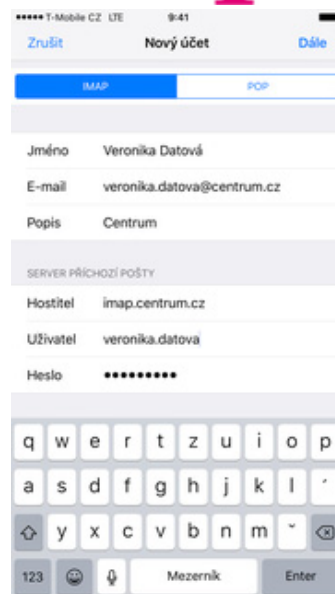 T-Mobile CZ LTE 9:41
Zrušit Nový účet Dále
IMAP POP
Jméno Veronika Datová
E-mail veronika.datova@centrum.cz
Popis Centrum
SERVER PŘÍCHOZÍ POŠTY
Hostitel imap.centrum.cz
Uživatel veronika.datova
Heslo •••••••••
q w e r t z u i o p
a s d f g h j k l ´
y x c v b n m ˇ
123 Mezerník Enter